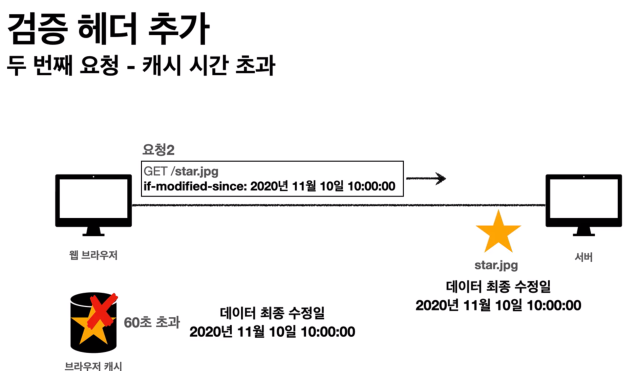 검증 헤더 추가
두 번째 요청 - 캐시 시간 초과
요청2
GET /star.jpg
if-modified-since: 2020년 11월 10일 10:00:00
웹 브라우저
서버
star.jpg
데이터 최종 수정일
2020년 11월 10일 10:00:00
60초 초과
데이터 최종 수정일
2020년 11월 10일 10:00:00
브라우저 캐시